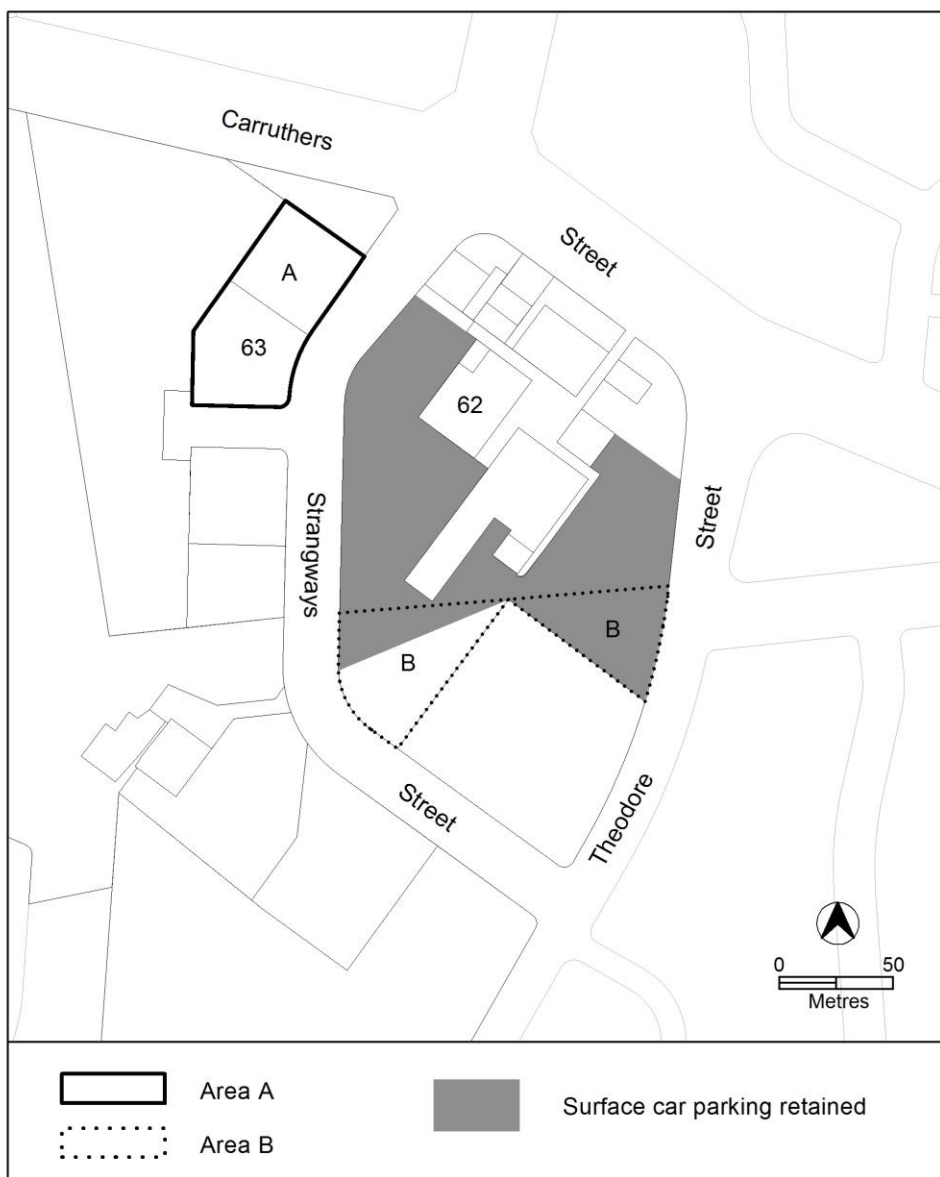 Carruthers
Street
A
63
62
Strangways
Street
B
B
Street
Theodore
0 50
Metres
Area A
Surface car parking retained
Area B